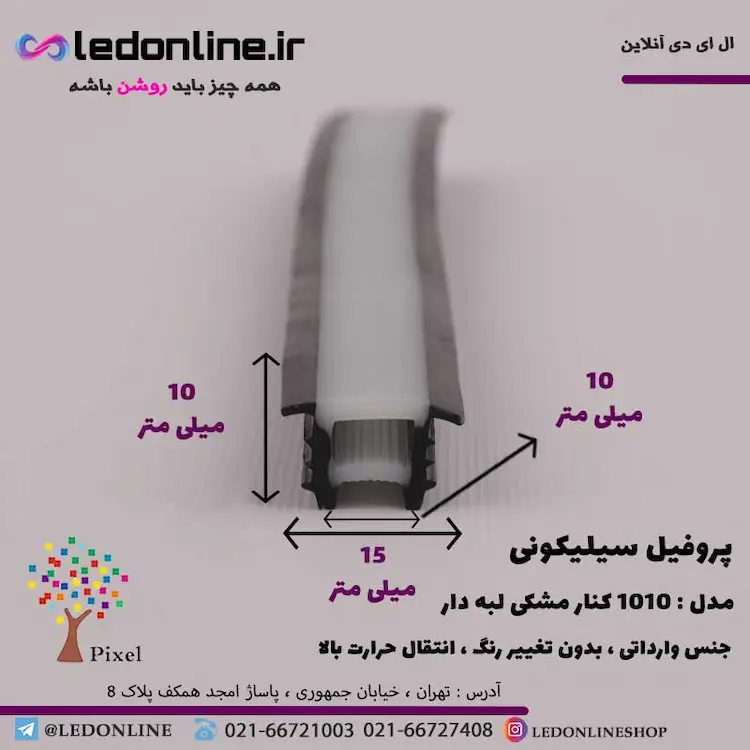 ledonline.ir
ال ای دی آنلاین
همه چیز باید روشن باشه
10
میلی متر
10
میلی متر
15
میلی متر
پروفیل سیلیکونی
مدل : 1010 کنار مشکی لبه دار
جنس وارداتی ، بدون تغییر رنگ ، انتقال حرارت بالا
Pixel
آدرس : تهران ، خیابان جمهوری ، پاساژ امجد همکف پلاک 8
@LEDONLINE 021-66721003 021-66727408 LEDONLINESHOP